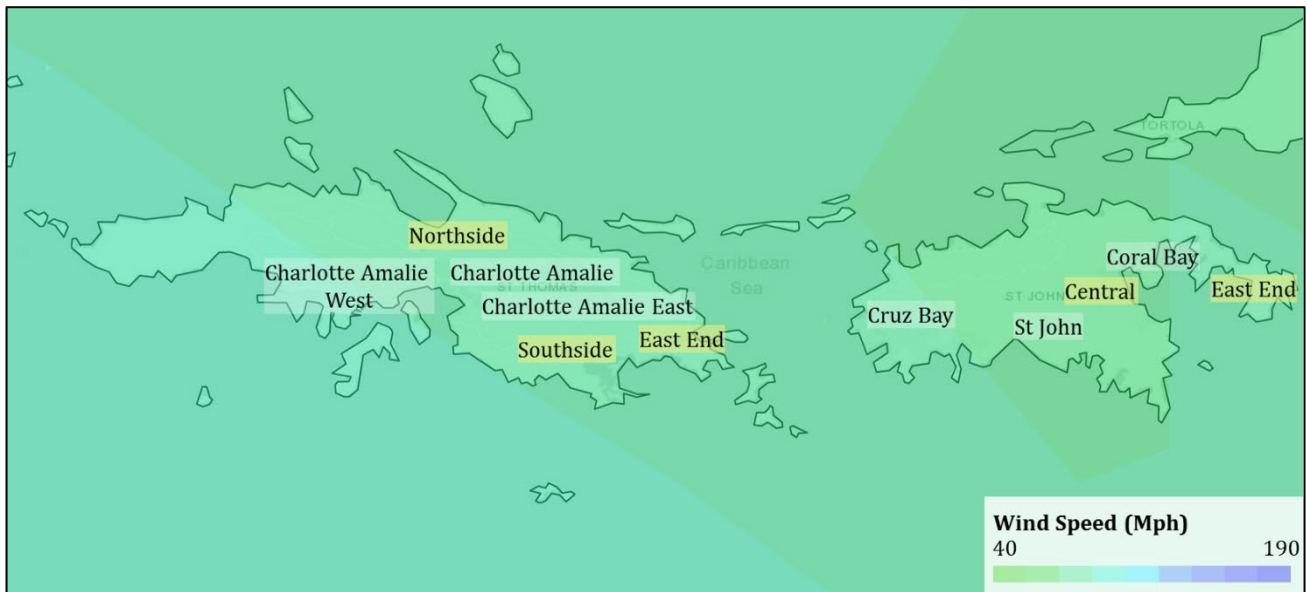 TORTOLA
Northside
Charlotte Amalie
West
Charlotte Amalie
ST THOMAS
Charlotte Amalie East
Southside
East End
Caribbean
Sea
Cruz Bay
ST JOHN
St John
Central
Coral Bay
East End
Wind Speed (Mph)
40 190